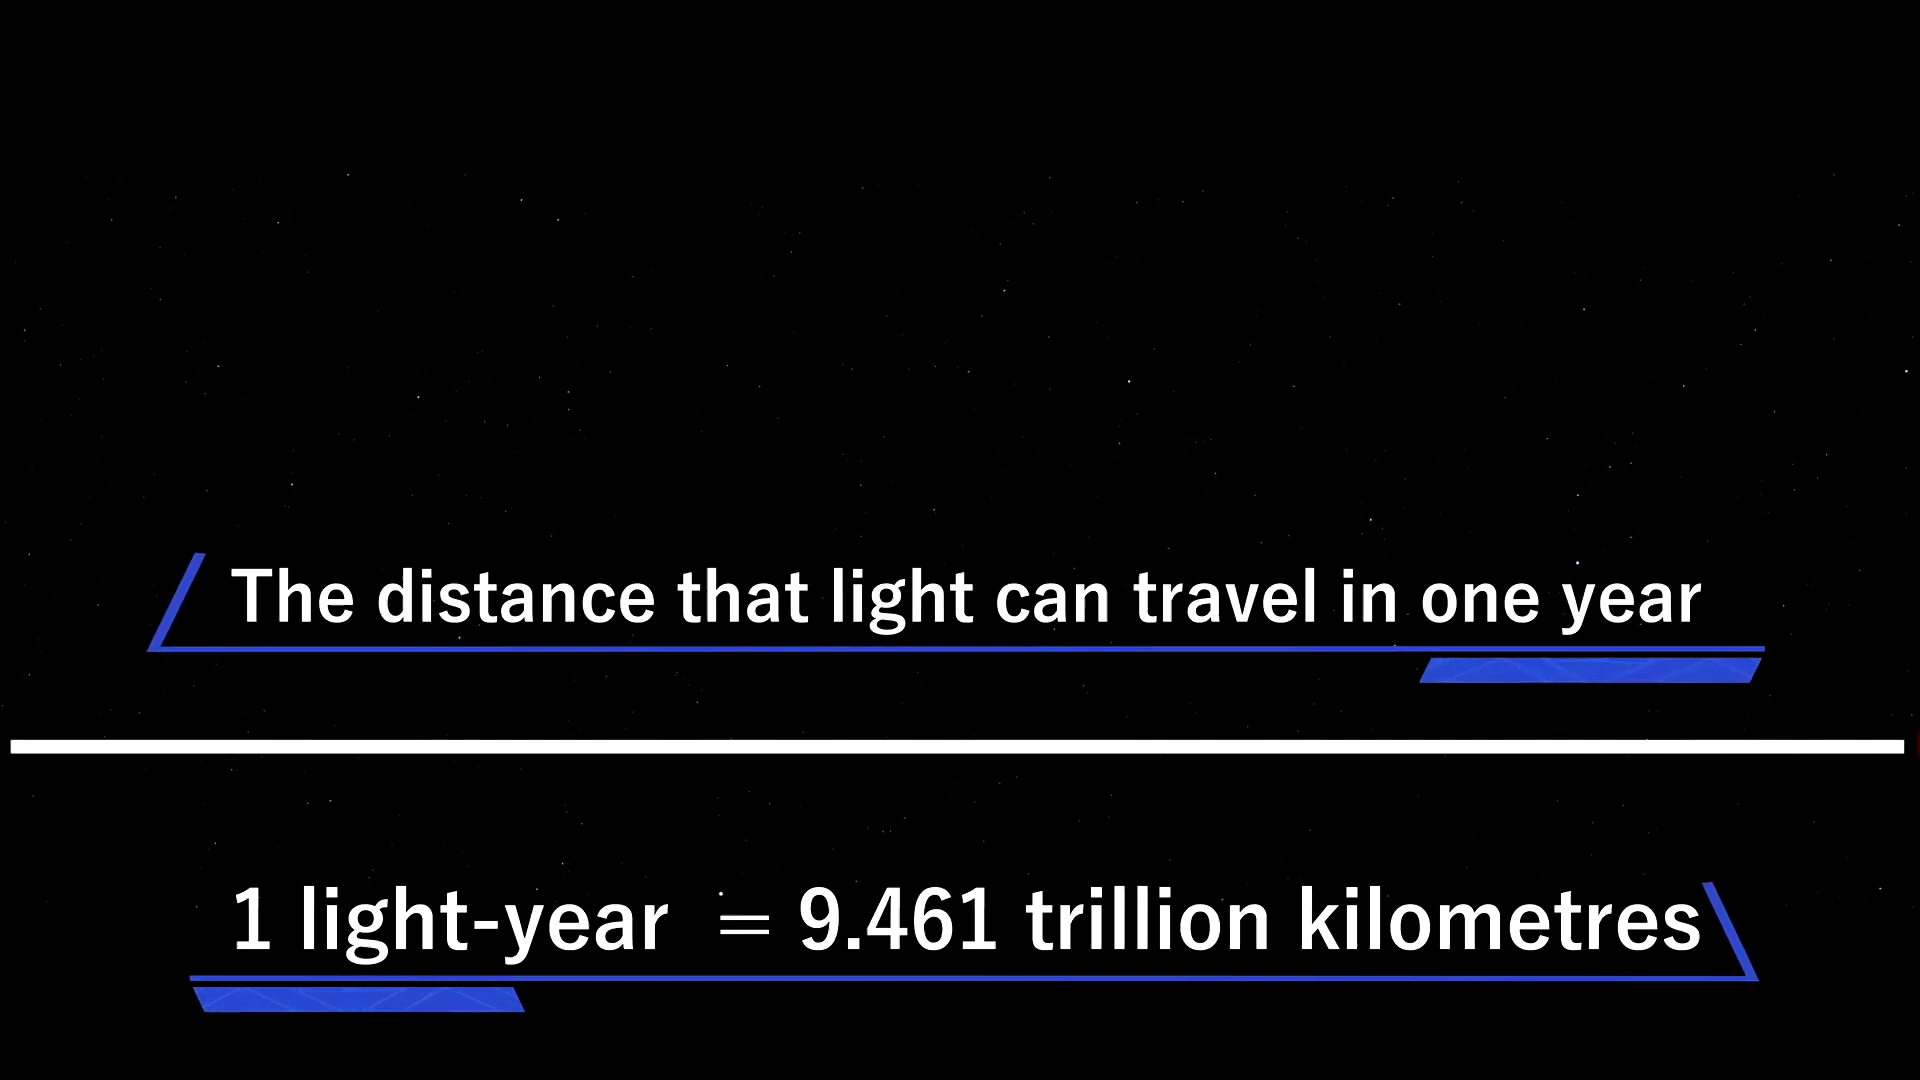 The distance that light can travel in one year
1 light-year = 9.461 trillion kilometres